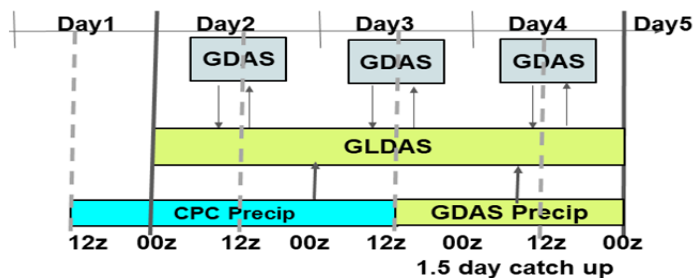 Day1 Day2 Day3 Day4 Day5
GDAS GDAS GDAS
GLDAS
CPC Precip GDAS Precip
12z 00z 12z 00z 12z 00z 12z 00z
1.5 day catch up